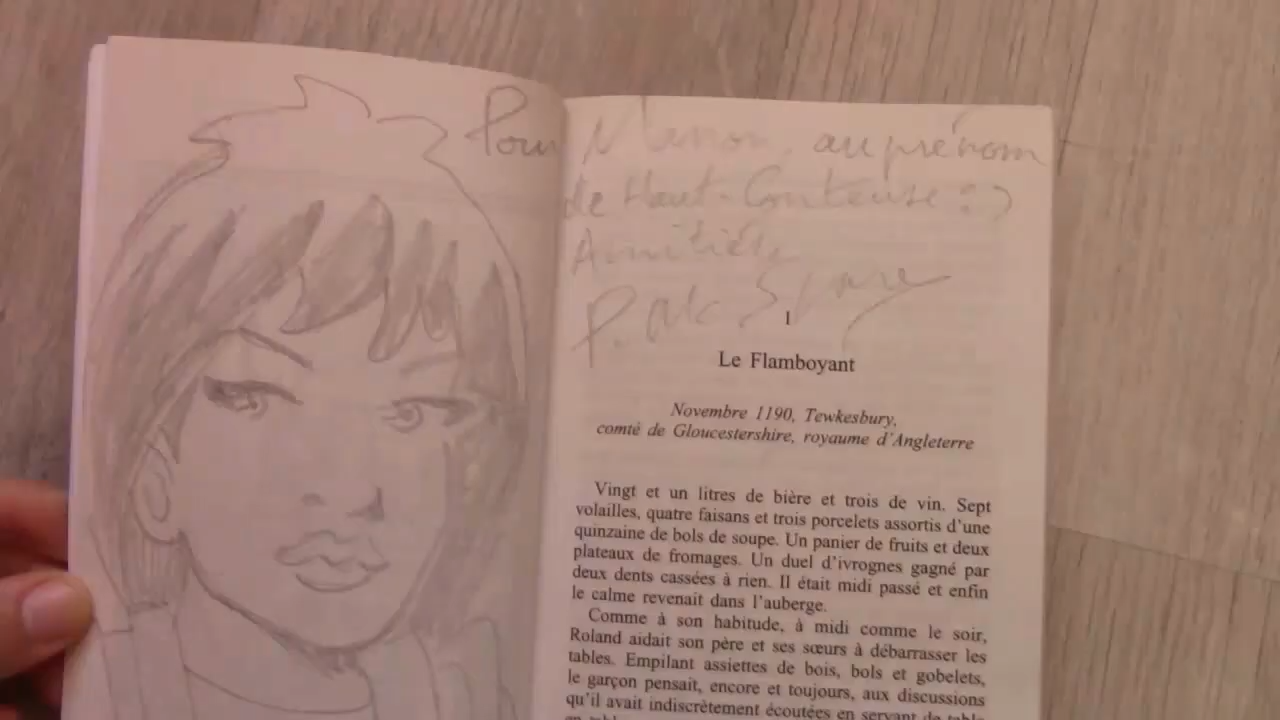 Pour Manon, au prénom
de Haut-Conteuse :)
Amitiés
P. McSpare
I
Le Flamboyant
Novembre 1190, Tewkesbury,
comté de Gloucestershire, royaume d'Angleterre
Vingt et un litres de bière et trois de vin. Sept
volailles, quatre faisans et trois porcelets assortis d'une
quinzaine de bols de soupe. Un panier de fruits et deux
plateaux de fromages. Un duel d'ivrognes gagné par
deux dents cassées à rien. Il était midi passé et enfin
le calme revenait dans l'auberge.
Comme à son habitude, à midi comme le soir,
Roland aidait son père et ses sœurs à débarrasser les
tables. Empilant assiettes de bois, bols et gobelets,
le garçon pensait, encore et toujours, aux discussions
qu'il avait indiscrètement écoutées en servant de table